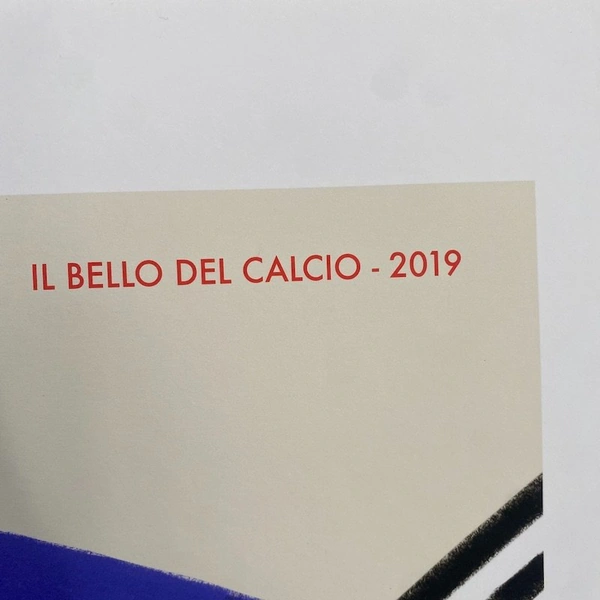 IL BELLO DEL CALCIO - 2019